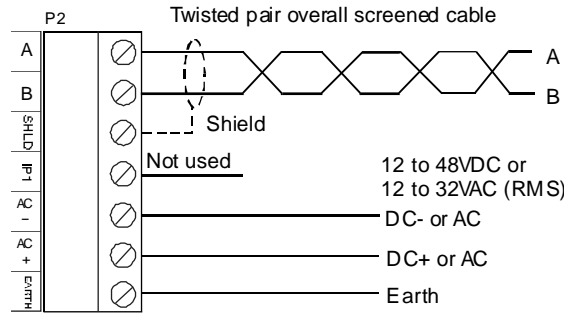 P2
Twisted pair overall screened cable
A
A
B
B
SHLD
Shield
IP1
Not used
12 to 48VDC or
12 to 32VAC (RMS)
AC
-
DC- or AC
AC
+
DC+ or AC
EARTH
Earth